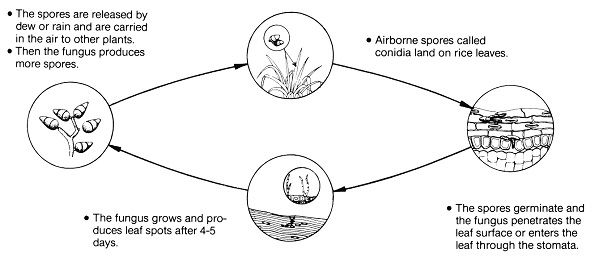 • The spores are released by
dew or rain and are carried
in the air to other plants.
• Then the fungus produces
more spores.
• Airborne spores called
conidia land on rice leaves.
• The spores germinate and
the fungus penetrates the
leaf surface or enters the
leaf through the stomata.
• The fungus grows and pro-
duces leaf spots after 4-5
days.